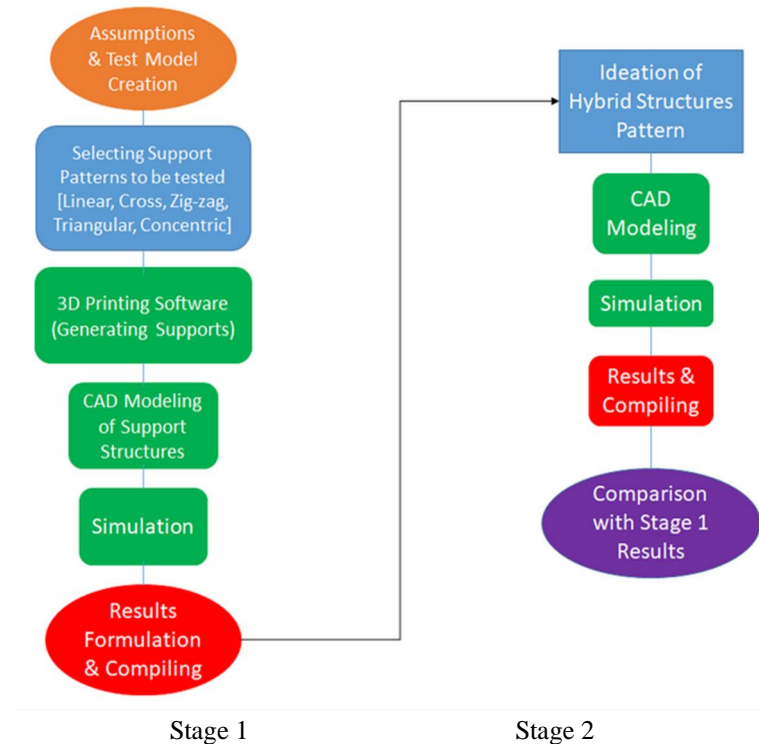 Assumptions
& Test Model
Creation
Selecting Support
Patterns to be tested
[Linear, Cross, Zig-zag,
Triangular, Concentric]
3D Printing Software
(Generating Supports)
CAD Modeling
of Support
Structures
Simulation
Results
Formulation
& Compiling
Stage 1
Ideation of
Hybrid Structures
Pattern
CAD
Modeling
Simulation
Results &
Compiling
Comparison
with Stage 1
Results
Stage 2